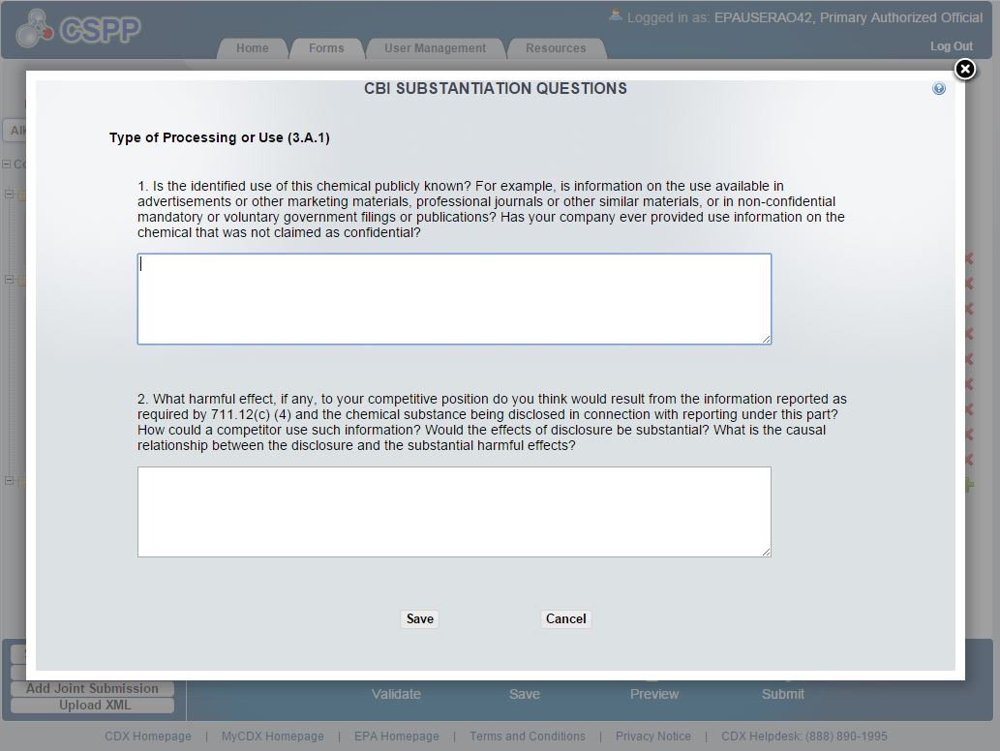 CSPP
Logged in as: EPAUSERAO42, Primary Authorized Official
Home
Forms
User Management
Resources
Log Out
CBI SUBSTANTIATION QUESTIONS
Type of Processing or Use (3.A.1)
1. Is the identified use of this chemical publicly known? For example, is information on the use available in
advertisements or other marketing materials, professional journals or other similar materials, or in non-confidential
mandatory or voluntary government filings or publications? Has your company ever provided use information on the
chemical that was not claimed as confidential?
2. What harmful effect, if any, to your competitive position do you think would result from the information reported as
required by 711.12(c) (4) and the chemical substance being disclosed in connection with reporting under this part?
How could a competitor use such information? Would the effects of disclosure be substantial? What is the causal
relationship between the disclosure and the substantial harmful effects?
Save
Cancel
Add Joint Submission
Upload XML
Validate
Save
Preview
Submit
CDX Homepage | MyCDX Homepage | EPA Homepage | Terms and Conditions | Privacy Notice | CDX Helpdesk: (888) 890-1995